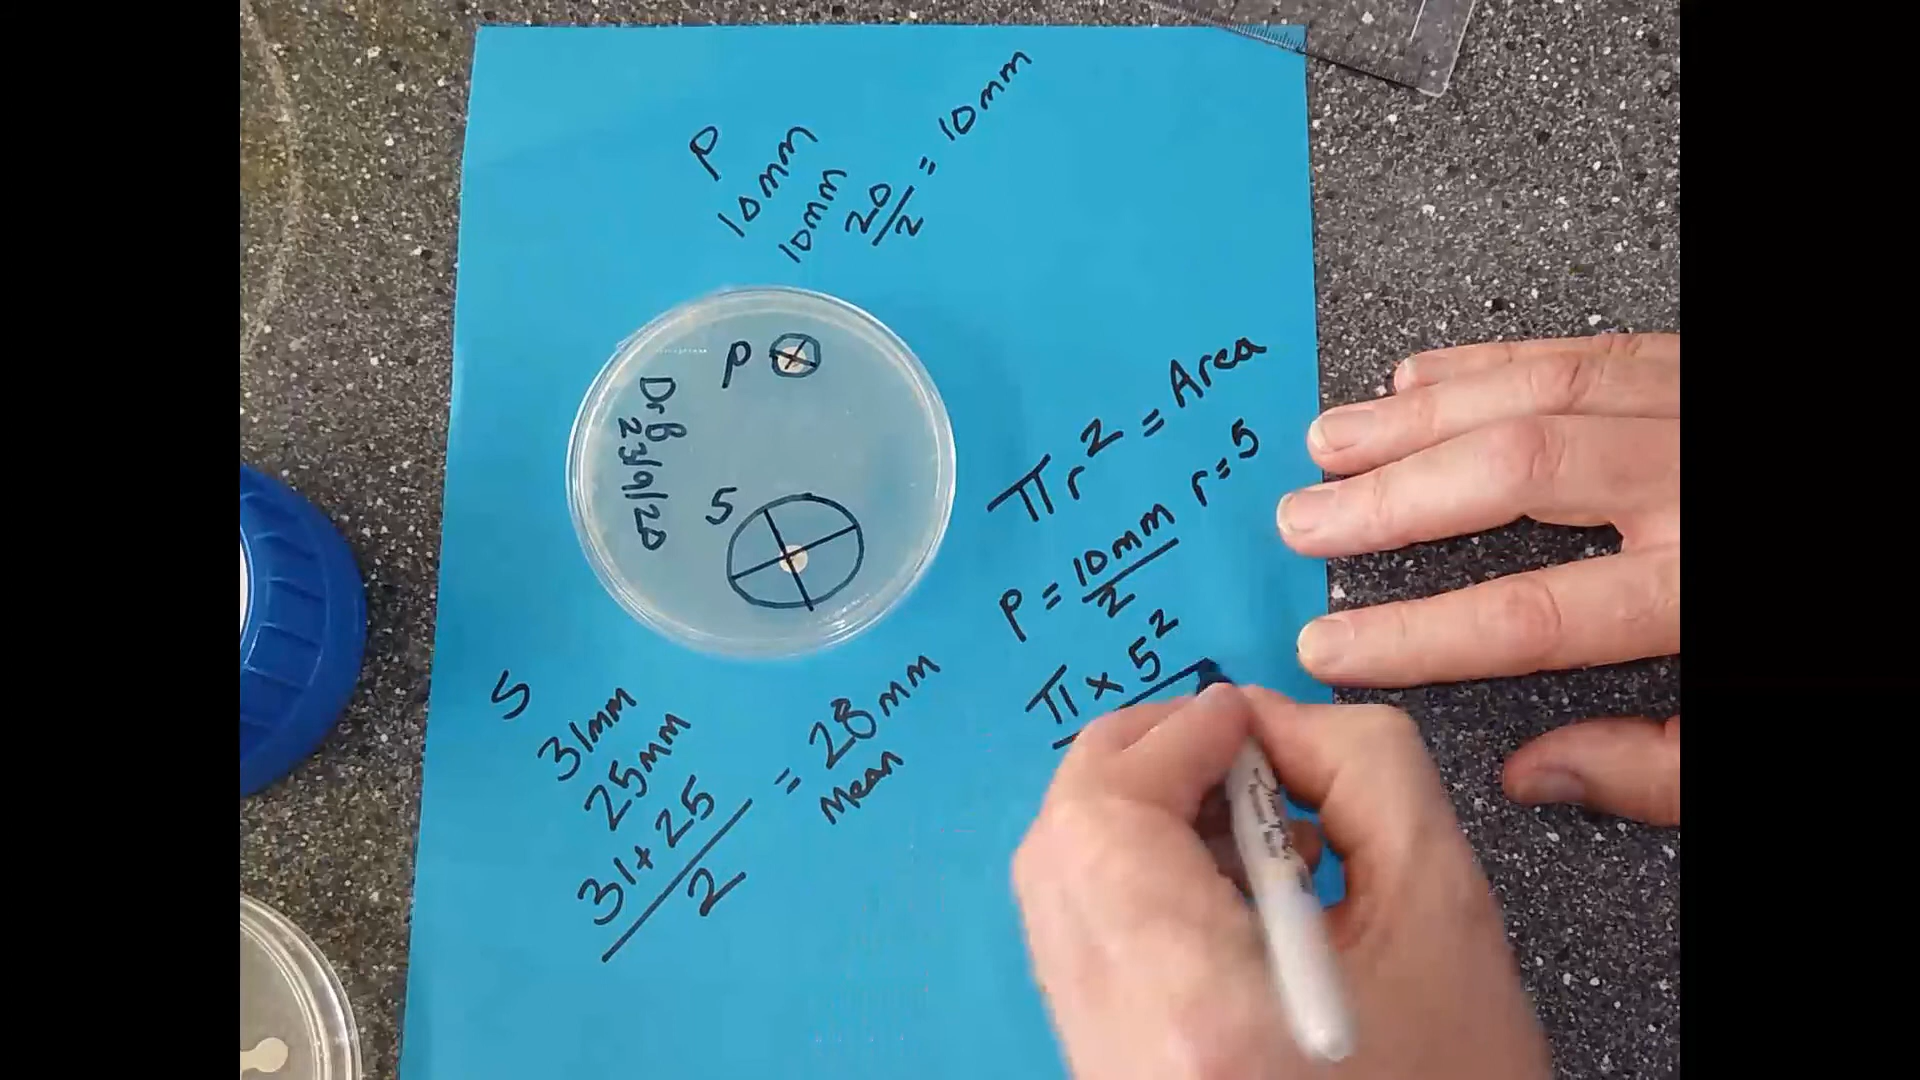 P
10mm
10mm
20/2 = 10mm
P
Dr B
23/9/20
S
πr² = Area
P = 10mm/2 r = 5
π x 5²
S
31mm
25mm
31+25/2 = 28mm
Mean